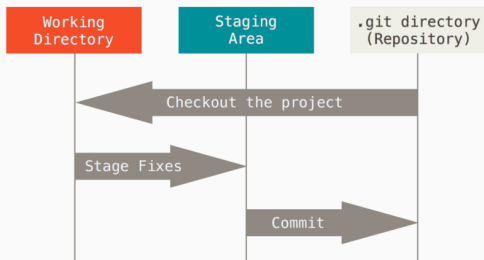 Working
Directory
Staging
Area
.git directory
(Repository)
Checkout the project
Stage Fixes
Commit